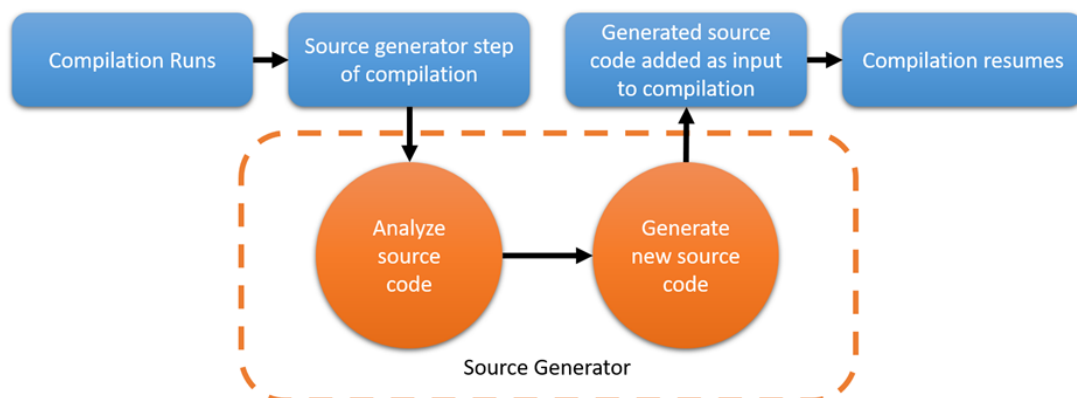 Compilation Runs
Source generator step
of compilation
Generated source
code added as input
to compilation
Compilation resumes
Analyze
source
code
Generate
new source
code
Source Generator